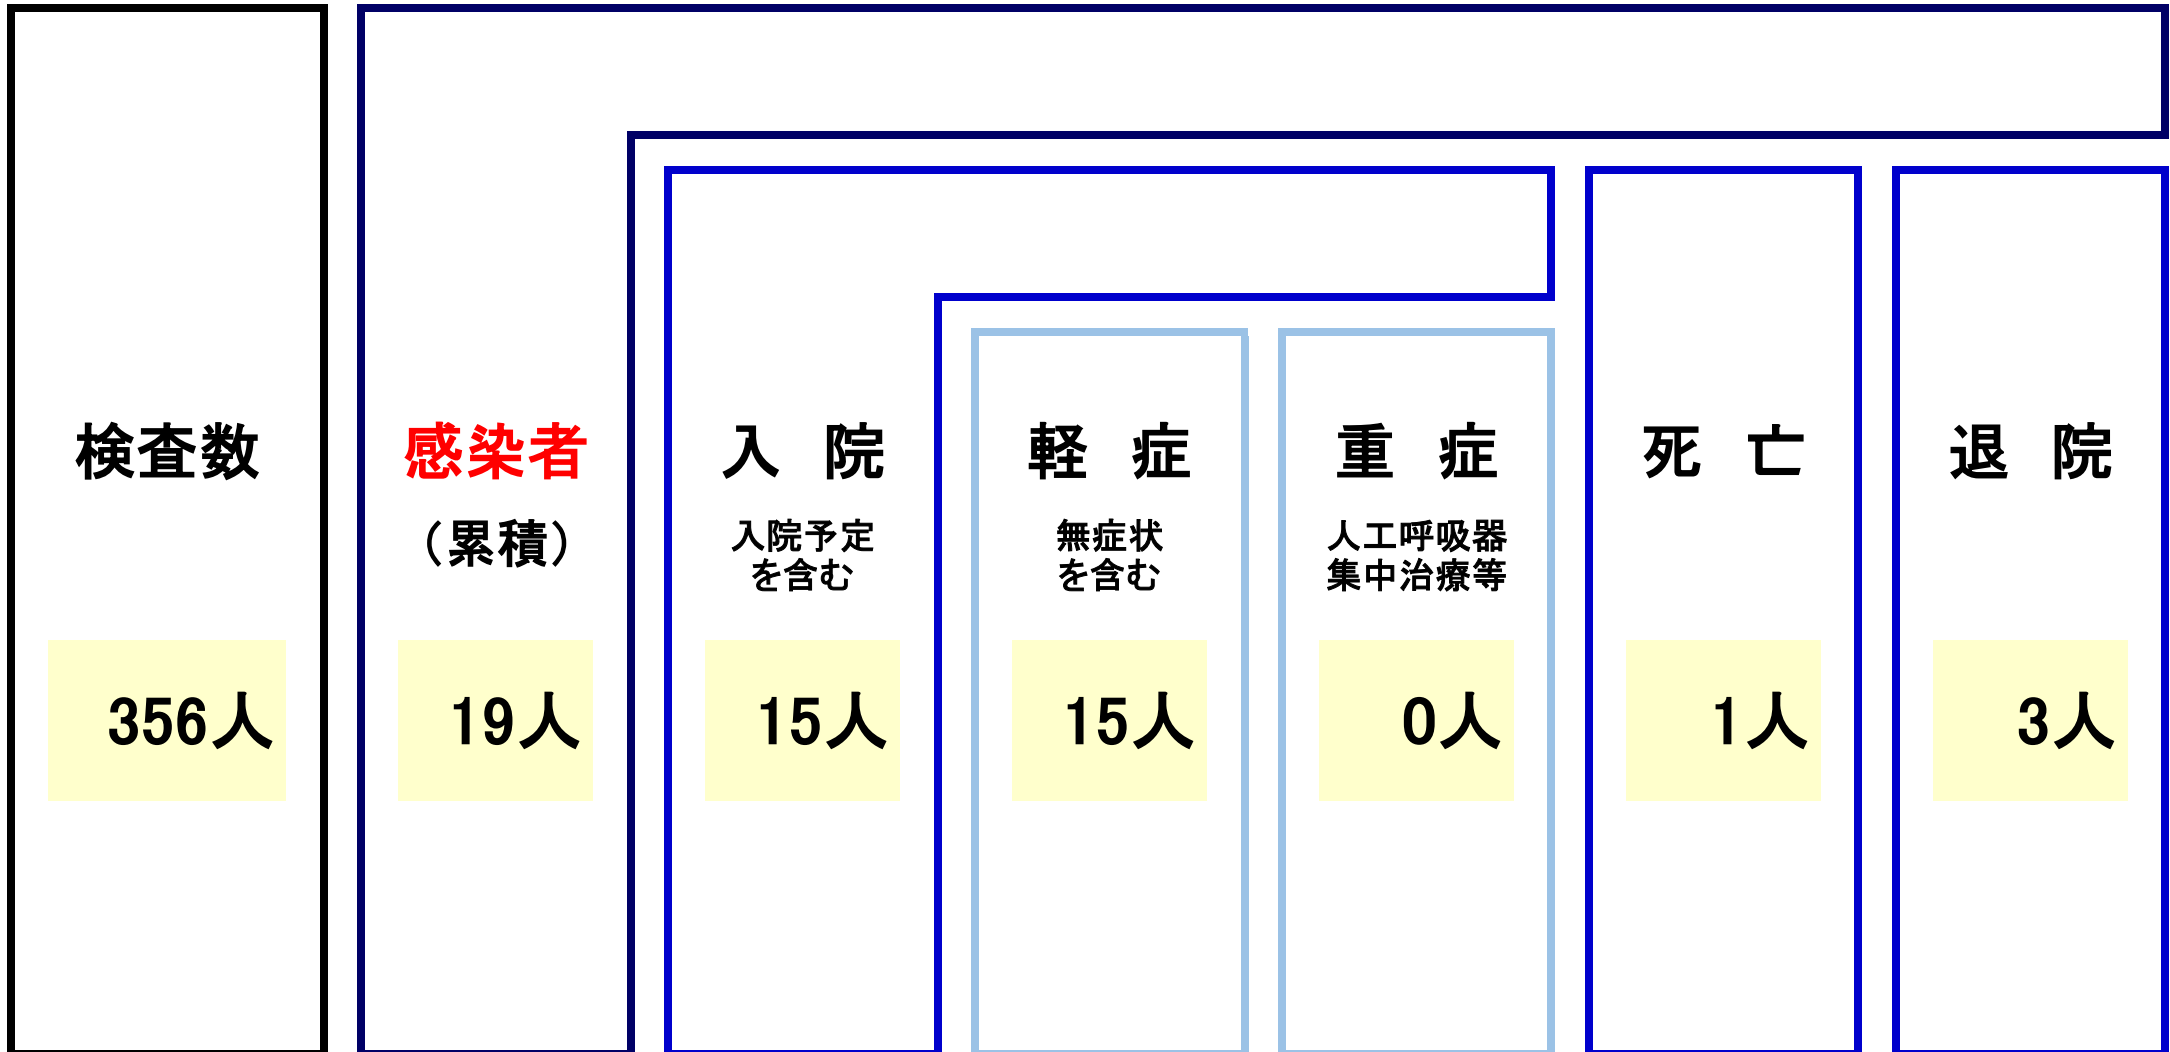 検査数
356人
感染者
（累積）
19人
入 院
入院予定
を含む
15人
軽 症
無症状
を含む
15人
重 症
人工呼吸器
集中治療等
0人
死 亡
1人
退 院
3人